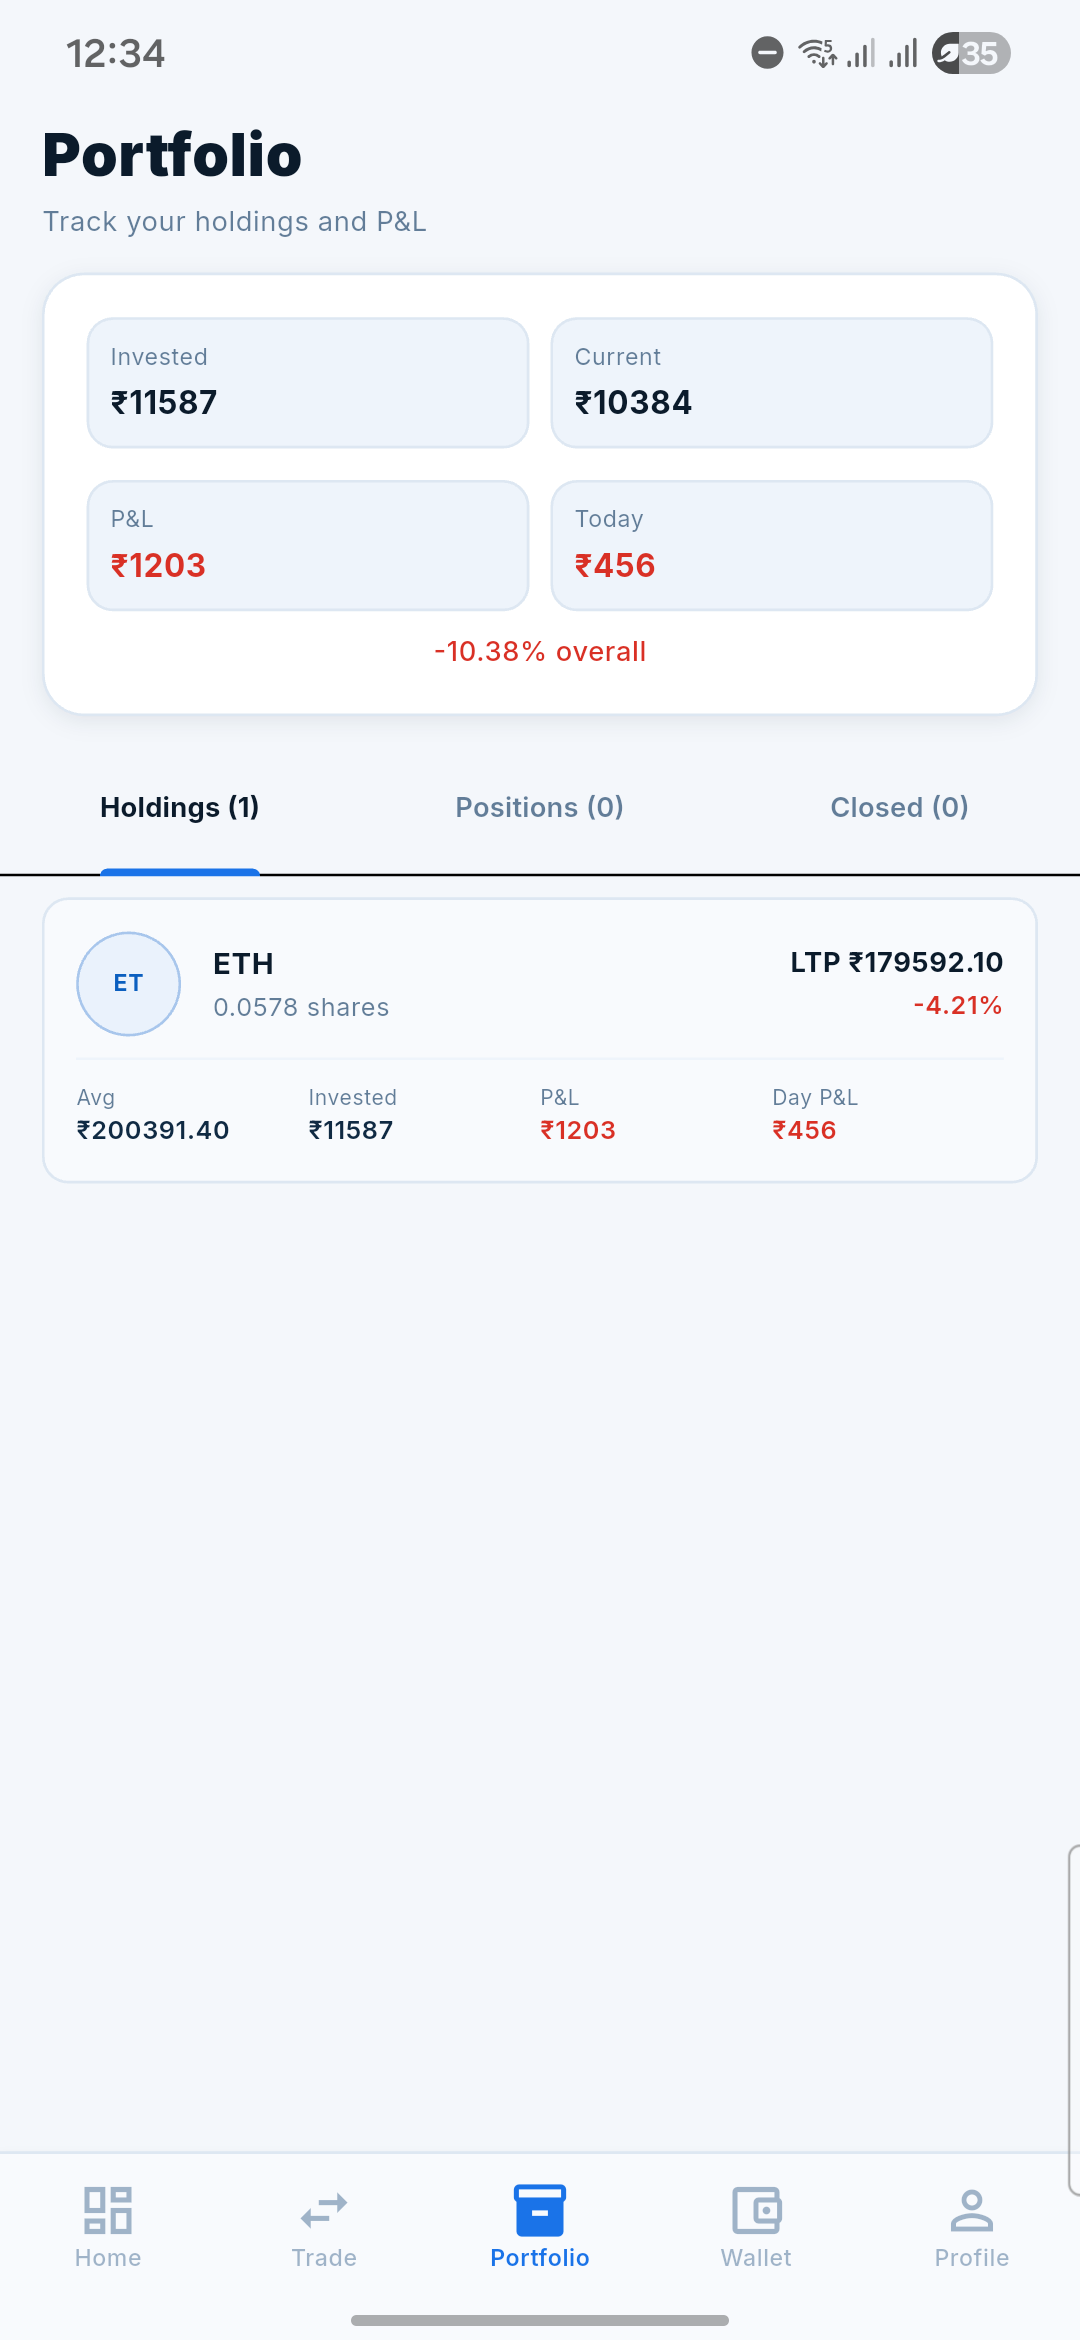 12:34
5
35
Portfolio
Track your holdings and P&L
Invested
₹11587
Current
₹10384
P&L
₹1203
Today
₹456
-10.38% overall
Holdings (1)
Positions (0)
Closed (0)
ET
ETH
0.0578 shares
LTP ₹179592.10
-4.21%
Avg
₹200391.40
Invested
₹11587
P&L
₹1203
Day P&L
₹456
Home
Trade
Portfolio
Wallet
Profile